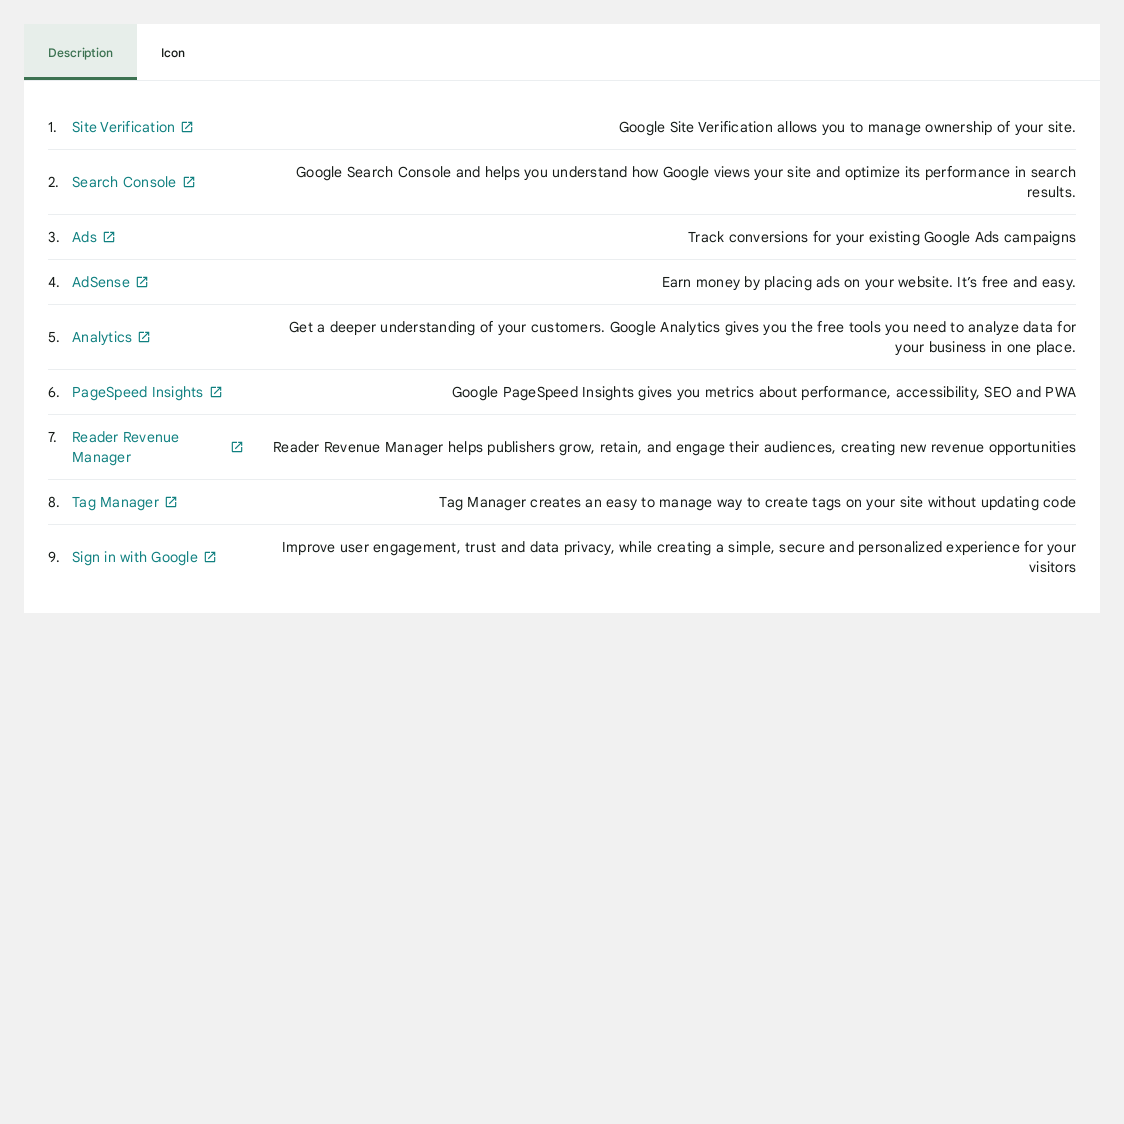 Description Icon
1. Site Verification Google Site Verification allows you to manage ownership of your site.
2. Search Console Google Search Console and helps you understand how Google views your site and optimize its performance in search
results.
3. Ads Track conversions for your existing Google Ads campaigns
4. AdSense Earn money by placing ads on your website. It’s free and easy.
5. Analytics Get a deeper understanding of your customers. Google Analytics gives you the free tools you need to analyze data for
your business in one place.
6. PageSpeed Insights Google PageSpeed Insights gives you metrics about performance, accessibility, SEO and PWA
7. Reader Revenue
Manager Reader Revenue Manager helps publishers grow, retain, and engage their audiences, creating new revenue opportunities
8. Tag Manager Tag Manager creates an easy to manage way to create tags on your site without updating code
9. Sign in with Google Improve user engagement, trust and data privacy, while creating a simple, secure and personalized experience for your
visitors